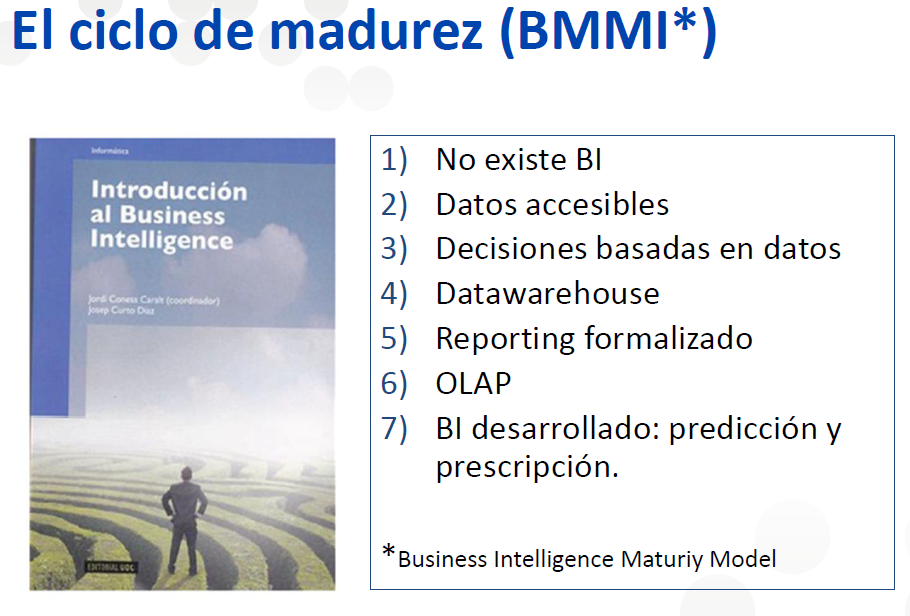 El ciclo de madurez (BMMI*)
Informática
Introducción
al Business
Intelligence
Jordi Conesa Caralt (coordinador)
Josep Curto Díaz
EDITORIAL UOC
1) No existe BI
2) Datos accesibles
3) Decisiones basadas en datos
4) Datawarehouse
5) Reporting formalizado
6) OLAP
7) BI desarrollado: predicción y
prescripción.
*Business Intelligence Maturiy Model